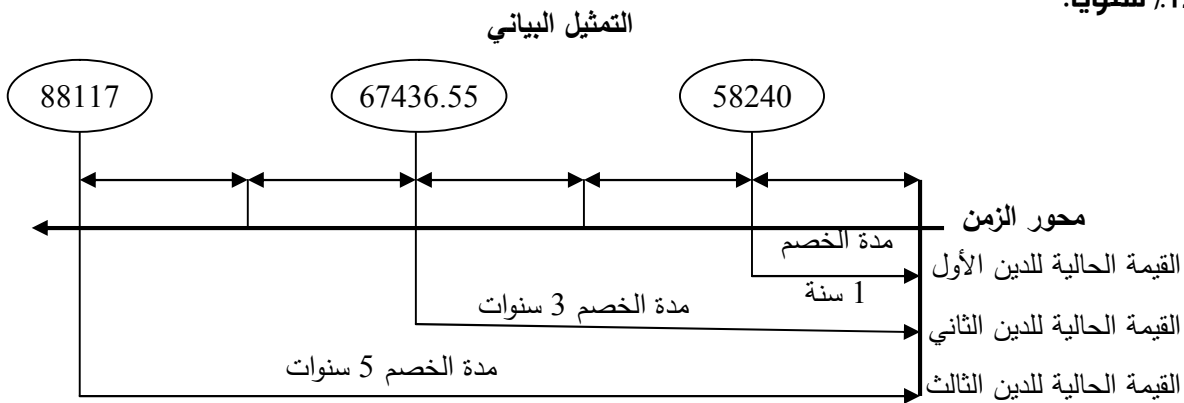 سنوياً.
التمثيل البياني
58240 67436.55 88117
محور الزمن
مدة الخصم
القيمة الحالية للدين الأول
1 سنة
مدة الخصم 3 سنوات
القيمة الحالية للدين الثاني
مدة الخصم 5 سنوات
القيمة الحالية للدين الثالث